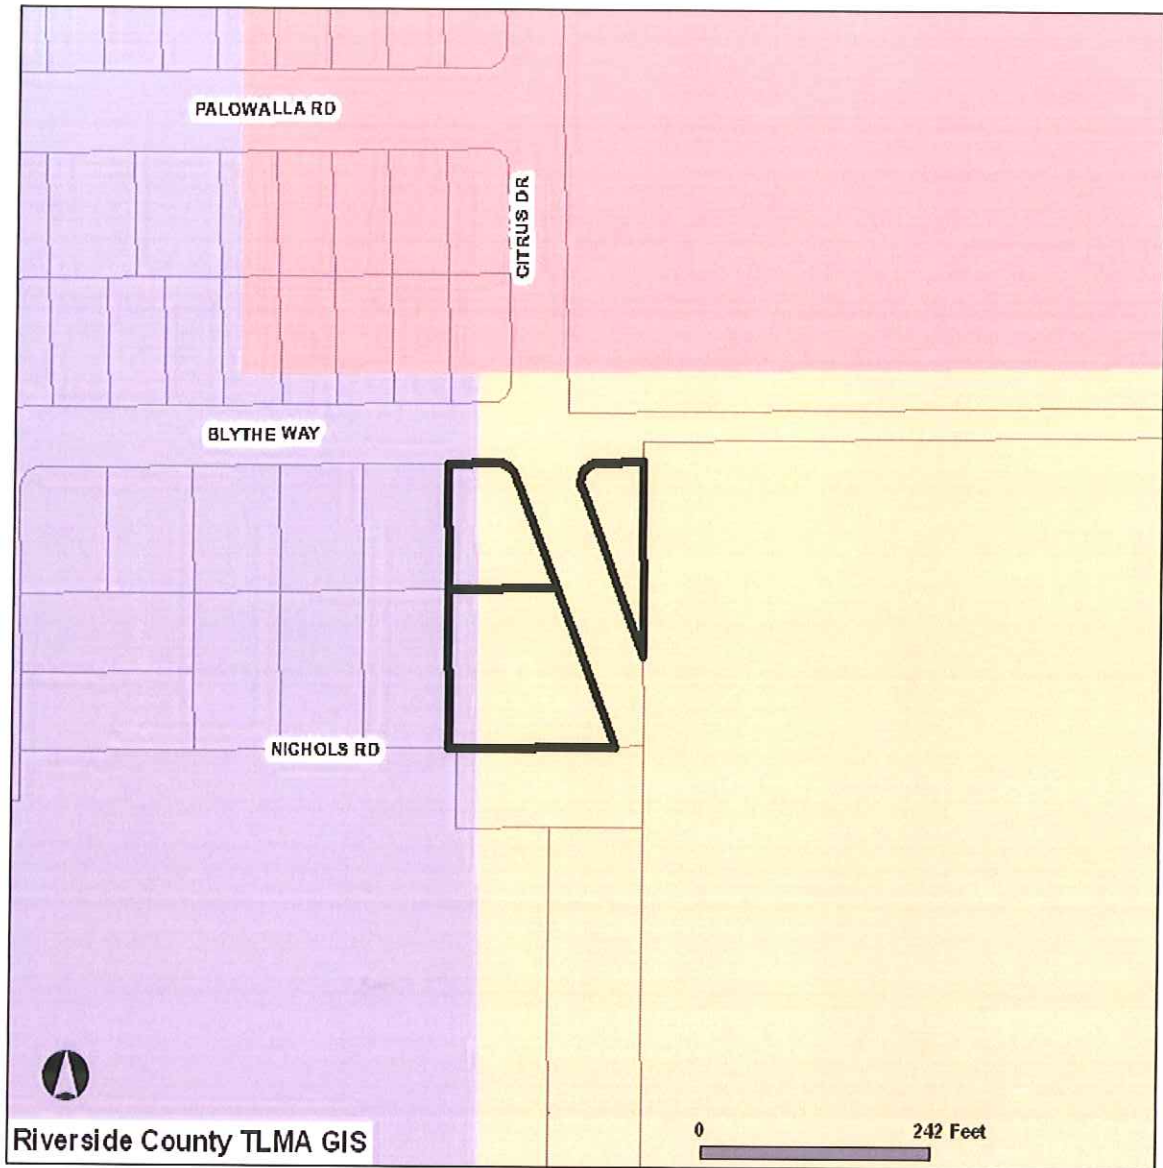 PALOWALLA RD
CITRUS DR
BLYTHE WAY
NICHOLS RD
Riverside County TLMA GIS
0 242 Feet